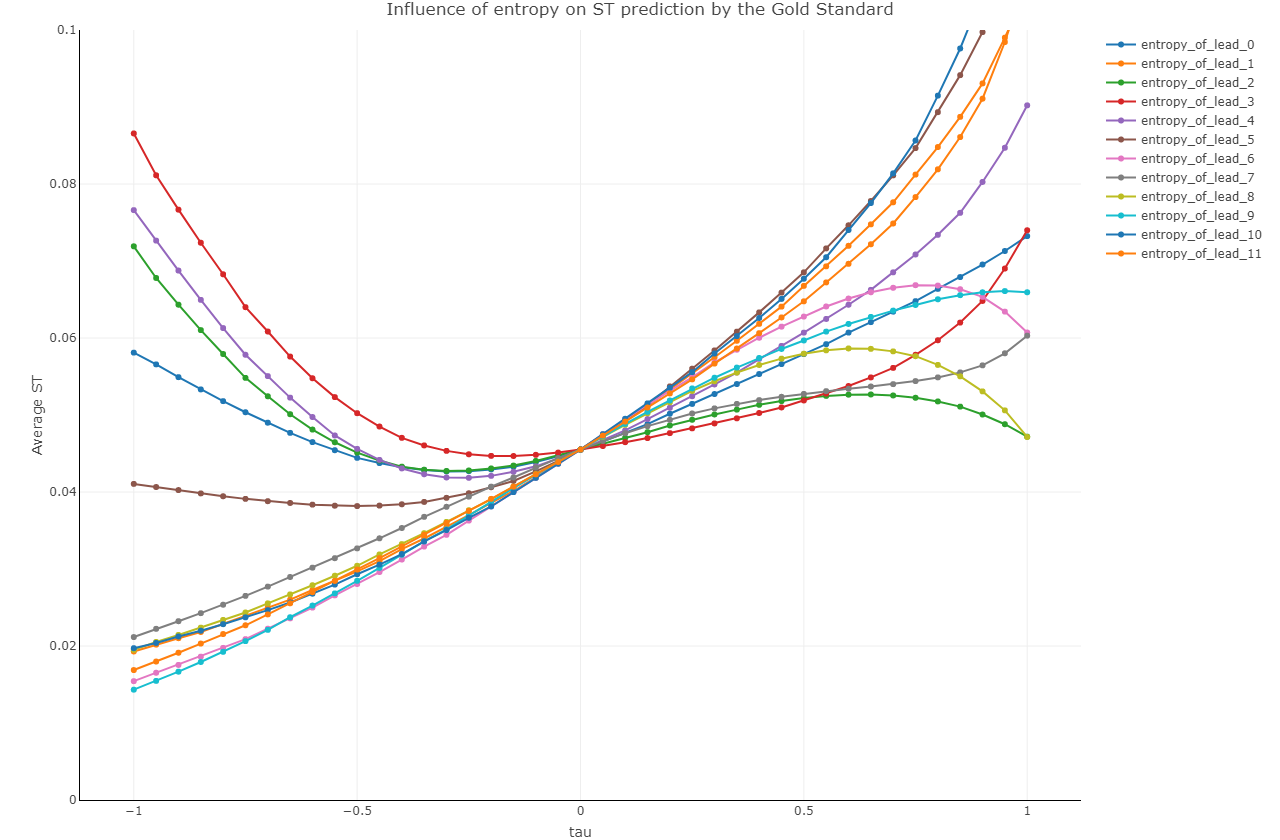 Influence of entropy on ST prediction by the Gold Standard
0.1
0.08
0.06
0.04
0.02
0
Average ST
−1
−0.5
0
0.5
1
tau
entropy_of_lead_0
entropy_of_lead_1
entropy_of_lead_2
entropy_of_lead_3
entropy_of_lead_4
entropy_of_lead_5
entropy_of_lead_6
entropy_of_lead_7
entropy_of_lead_8
entropy_of_lead_9
entropy_of_lead_10
entropy_of_lead_11